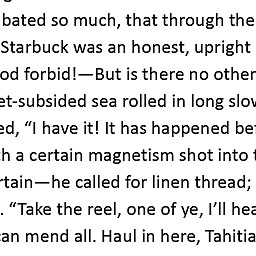 bated so much, that through the
Starbuck was an honest, upright
od forbid!—But is there no other
et-subsided sea rolled in long slow
ed, “I have it! It has happened bef
h a certain magnetism shot into t
rtain—he called for linen thread;
. “Take the reel, one of ye, I’ll hea
can mend all. Haul in here, Tahitia